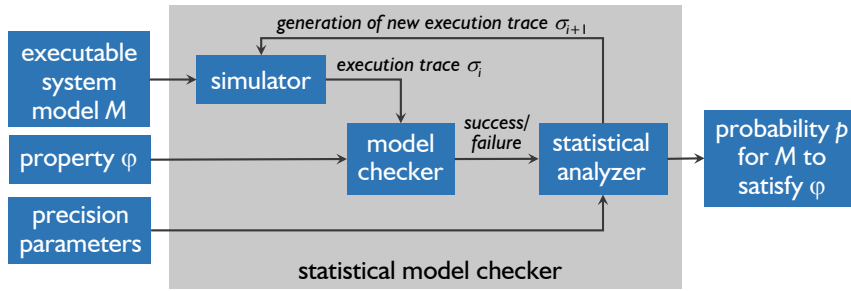 generation of new execution trace σi+1
executable
system
model M
simulator
execution trace σi
property φ
model
checker
success/
failure
statistical
analyzer
probability p
for M to
satisfy φ
precision
parameters
statistical model checker